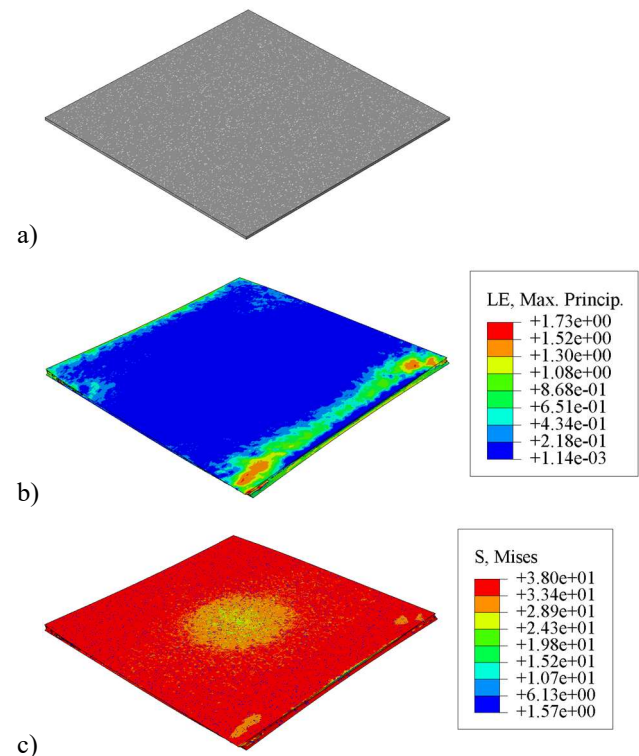 a)
LE, Max. Princip.
+1.73e+00
+1.52e+00
+1.30e+00
+1.08e+00
+8.68e-01
+6.51e-01
+4.34e-01
+2.18e-01
+1.14e-03
b)
S, Mises
+3.80e+01
+3.34e+01
+2.89e+01
+2.43e+01
+1.98e+01
+1.52e+01
+1.07e+01
+6.13e+00
+1.57e+00
c)